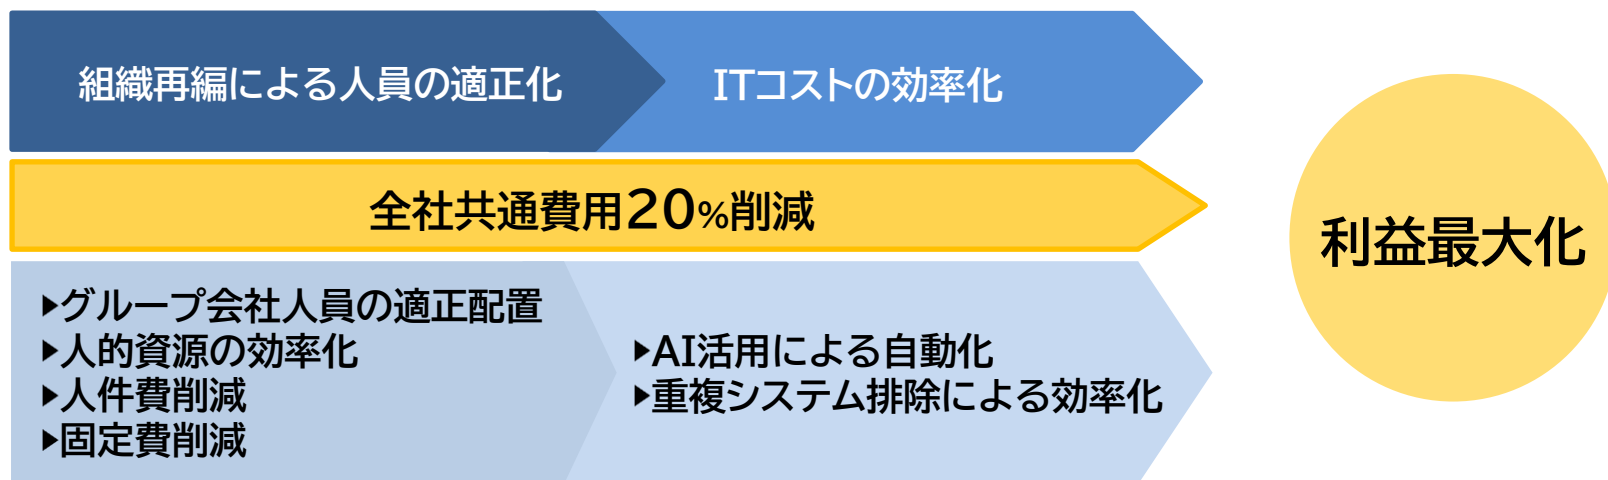 組織再編による人員の適正化
ITコストの効率化
全社共通費用20%削減
▶グループ会社人員の適正配置
▶人的資源の効率化
▶人件費削減
▶固定費削減
▶AI活用による自動化
▶重複システム排除による効率化
利益最大化